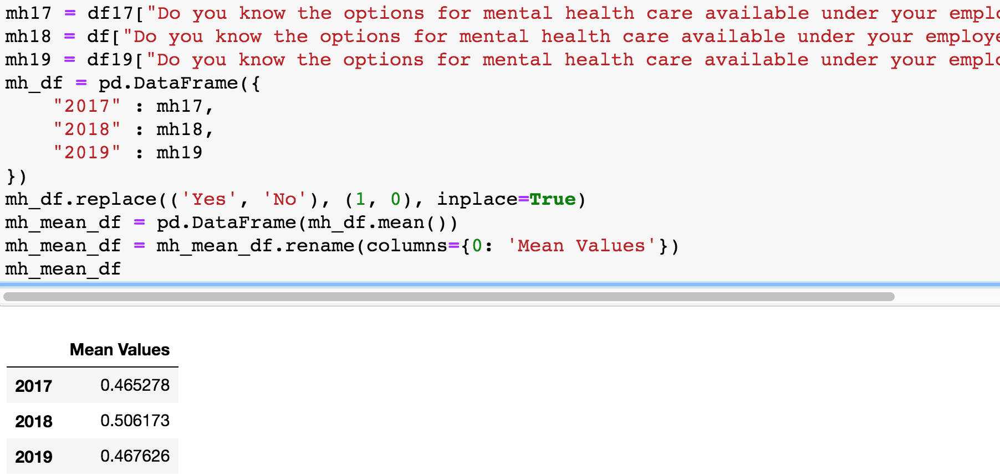 mh17 = df17["Do you know the options for mental health care available under your
mh18 = df["Do you know the options for mental health care available under your
mh19 = df19["Do you know the options for mental health care available under your
mh_df = pd.DataFrame({
    "2017" : mh17,
    "2018" : mh18,
    "2019" : mh19
})
mh_df.replace(('Yes', 'No'), (1, 0), inplace=True)
mh_mean_df = pd.DataFrame(mh_df.mean())
mh_mean_df = mh_mean_df.rename(columns={0: 'Mean Values'})
mh_mean_df
Mean Values
2017 0.465278
2018 0.506173
2019 0.467626